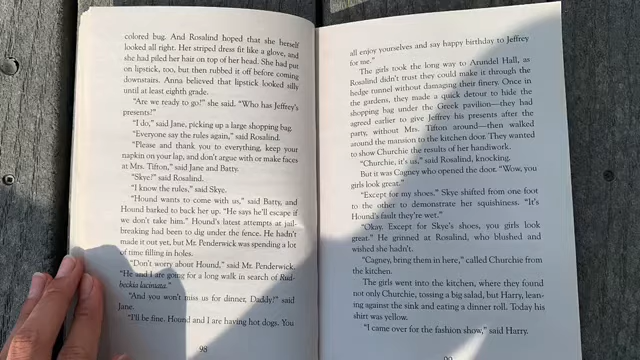 colored bug. And Rosalind hoped that she herself
looked all right. Her striped dress fit like a glove, and
she had piled her hair on top of her head. She had put
on lipstick, too, but then rubbed it off before coming
downstairs. Anna believed that lipstick looked silly
until at least eighth grade.
"Are we ready to go?" she said. "Who has Jeffrey's
presents?"
"I do," said Jane, picking up a large shopping bag.
"Everyone say the rules again," said Rosalind.
"Please and thank you to everything, keep your
napkin on your lap, and don't argue with or make faces
at Mrs. Tifton," said Jane and Batty.
"Skye?" said Rosalind.
"I know the rules," said Skye.
"Hound wants to come with us," said Batty, and
Hound barked to back her up. "He says he'll escape if
we don't take him." Hound's latest attempts at jail-
breaking had been to dig under the fence. He hadn't
made it out yet, but Mr. Penderwick was spending a lot
of time filling in holes.
"Don't worry about Hound," said Mr. Penderwick.
"He and I are going for a long walk in search of Rud-
beckia laciniata."
"And you won't miss us for dinner, Daddy?" said
Jane.
"I'll be fine. Hound and I are having hot dogs. You
98
all enjoy yourselves and say happy birthday to Jeffrey
for me."
The girls took the long way to Arundel Hall, as
Rosalind didn't trust they could make it through the
hedge tunnel without damaging their finery. Once in
the gardens, they made a quick detour to hide the
shopping bag under the Greek pavilion—they had
agreed earlier to give Jeffrey his presents after the
party, without Mrs. Tifton around—then walked
around the mansion to the kitchen door. They wanted
to show Churchie the results of her handiwork.
"Churchie, it's us," said Rosalind, knocking.
But it was Cagney who opened the door. "Wow, you
girls look great."
"Except for my shoes." Skye shifted from one foot
to the other to demonstrate her squishiness. "It's
Hound's fault they're wet."
"Okay. Except for Skye's shoes, you girls look
great." He grinned at Rosalind, who blushed and
wished she hadn't.
"Cagney, bring them in here," called Churchie from
the kitchen.
The girls went into the kitchen, where they found
not only Churchie, tossing a big salad, but Harry, lean-
ing against the sink and eating a dinner roll. Today his
shirt was yellow.
"I came over for the fashion show," said Harry.
99